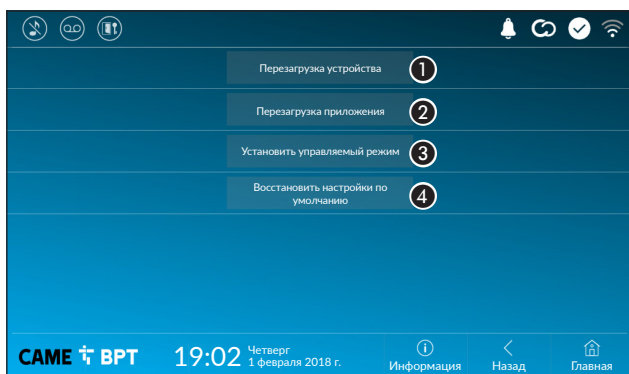 Перезагрузка устройства
1
Перезагрузка приложения
2
Установить управляемый режим
3
Восстановить настройки по
умолчанию
4
CAME BPT
19:02
Четверг
1 февраля 2018 г.
Информация
Назад
Главная